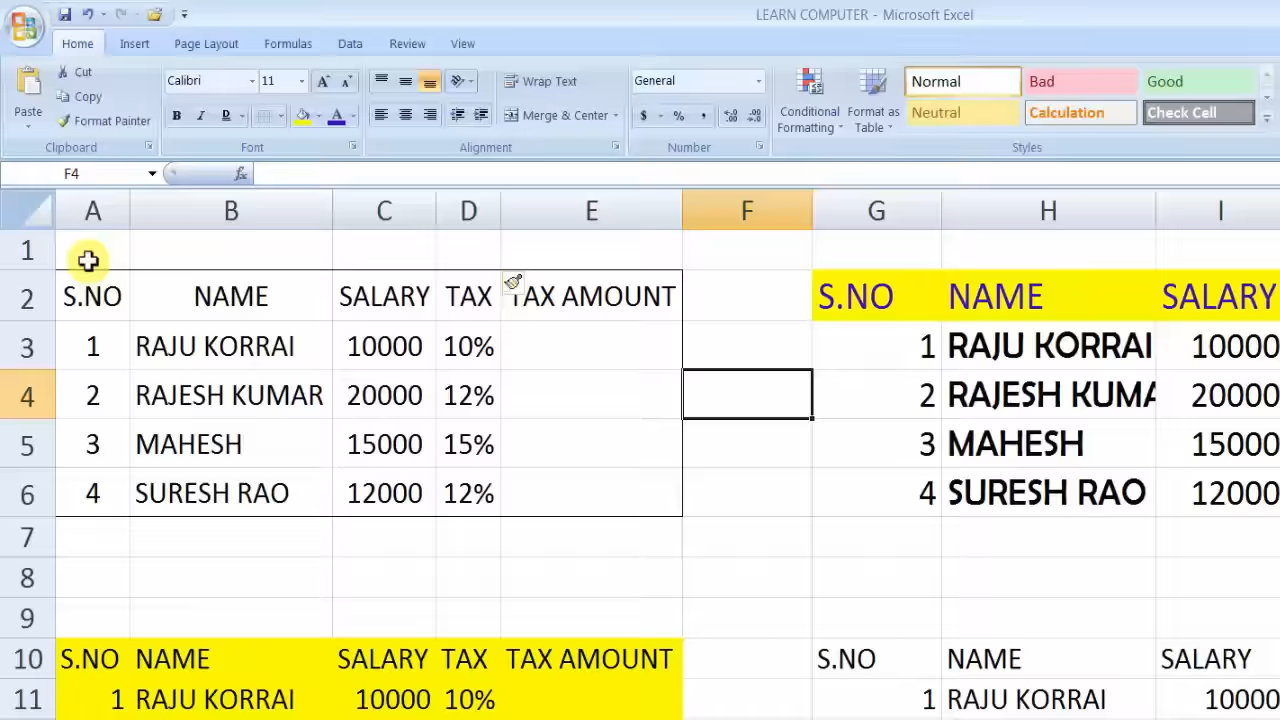 LEARN COMPUTER - Microsoft Excel
Home Insert Page Layout Formulas Data Review View
Paste
Cut
Copy
Format Painter
Clipboard
Calibri 11
B I U
A
Font
Wrap Text
Merge & Center
Alignment
General
$ % ,
Number
Conditional Formatting
Format as Table
Normal Bad Good
Neutral Calculation Check Cell
Styles
F4 fx
A B C D E F G H I
1
2 S.NO NAME SALARY TAX TAX AMOUNT S.NO NAME SALARY
3 1 RAJU KORRAI 10000 10% 1 RAJU KORRAI 10000
4 2 RAJESH KUMAR 20000 12% 2 RAJESH KUMA 20000
5 3 MAHESH 15000 15% 3 MAHESH 15000
6 4 SURESH RAO 12000 12% 4 SURESH RAO 12000
7
8
9
10 S.NO NAME SALARY TAX TAX AMOUNT S.NO NAME SALARY
11 1 RAJU KORRAI 10000 10% 1 RAJU KORRAI 10000